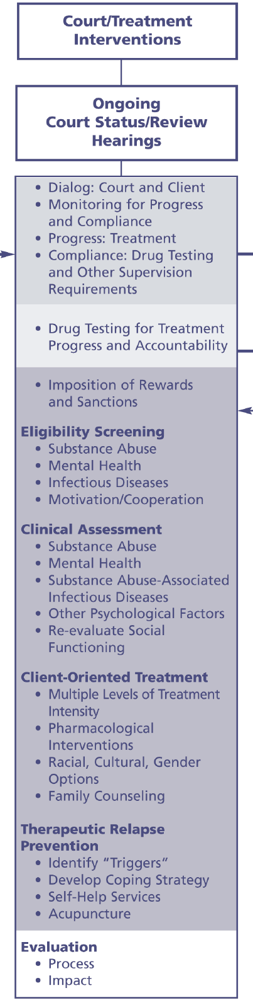 Court/Treatment
Interventions
Ongoing
Court Status/Review
Hearings
• Dialog: Court and Client
• Monitoring for Progress
and Compliance
• Progress: Treatment
• Compliance: Drug Testing
and Other Supervision
Requirements
• Drug Testing for Treatment
Progress and Accountability
• Imposition of Rewards
and Sanctions
Eligibility Screening
• Substance Abuse
• Mental Health
• Infectious Diseases
• Motivation/Cooperation
Clinical Assessment
• Substance Abuse
• Mental Health
• Substance Abuse-Associated
Infectious Diseases
• Other Psychological Factors
• Re-evaluate Social
Functioning
Client-Oriented Treatment
• Multiple Levels of Treatment
Intensity
• Pharmacological
Interventions
• Racial, Cultural, Gender
Options
• Family Counseling
Therapeutic Relapse
Prevention
• Identify “Triggers”
• Develop Coping Strategy
• Self-Help Services
• Acupuncture
Evaluation
• Process
• Impact